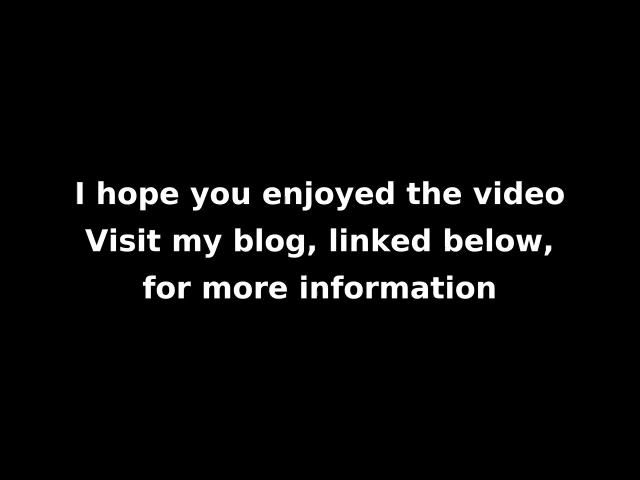 I hope you enjoyed the video
Visit my blog, linked below,
for more information